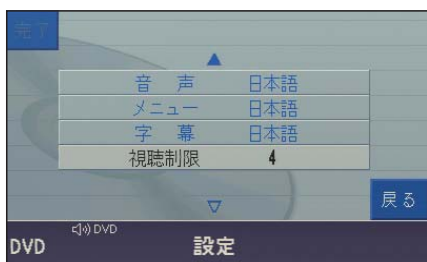 完了
音 声 日本語
メニュー 日本語
字 幕 日本語
視聴制限 4
戻る
DVD
DVD 設定